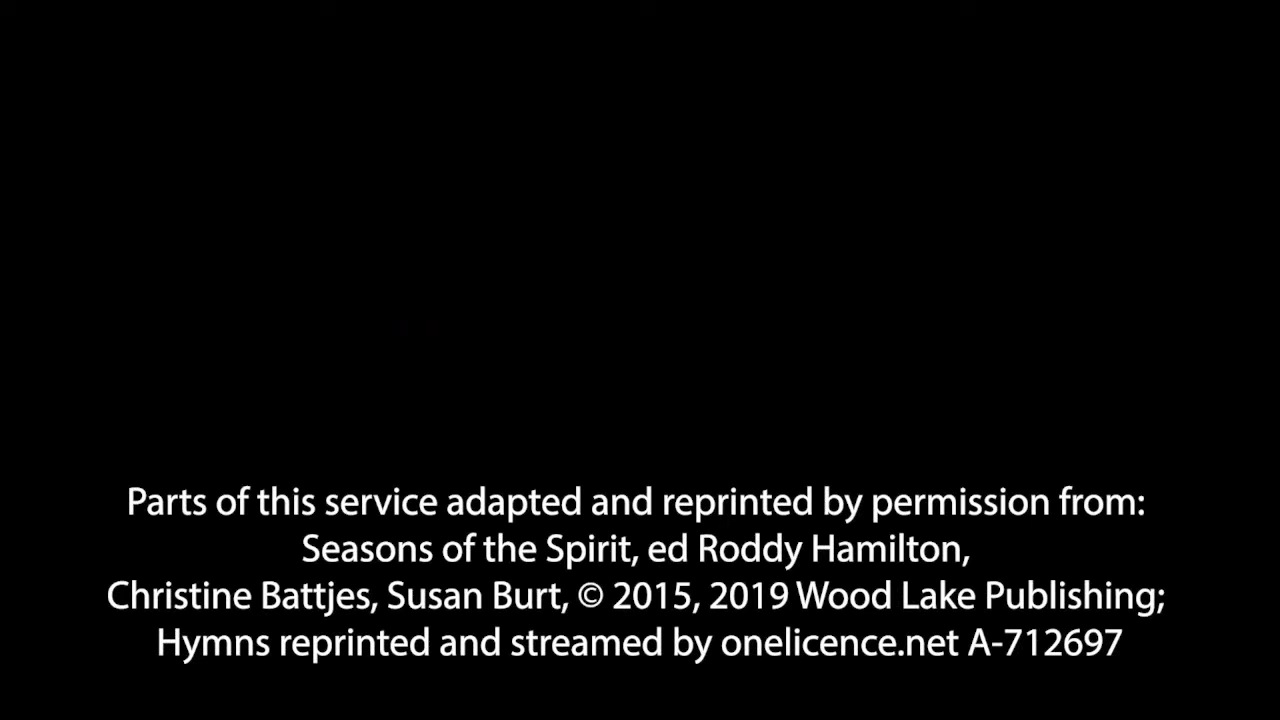 Parts of this service adapted and reprinted by permission from:
Seasons of the Spirit, ed Roddy Hamilton,
Christine Battjes, Susan Burt, © 2015, 2019 Wood Lake Publishing;
Hymns reprinted and streamed by onelicence.net A-712697